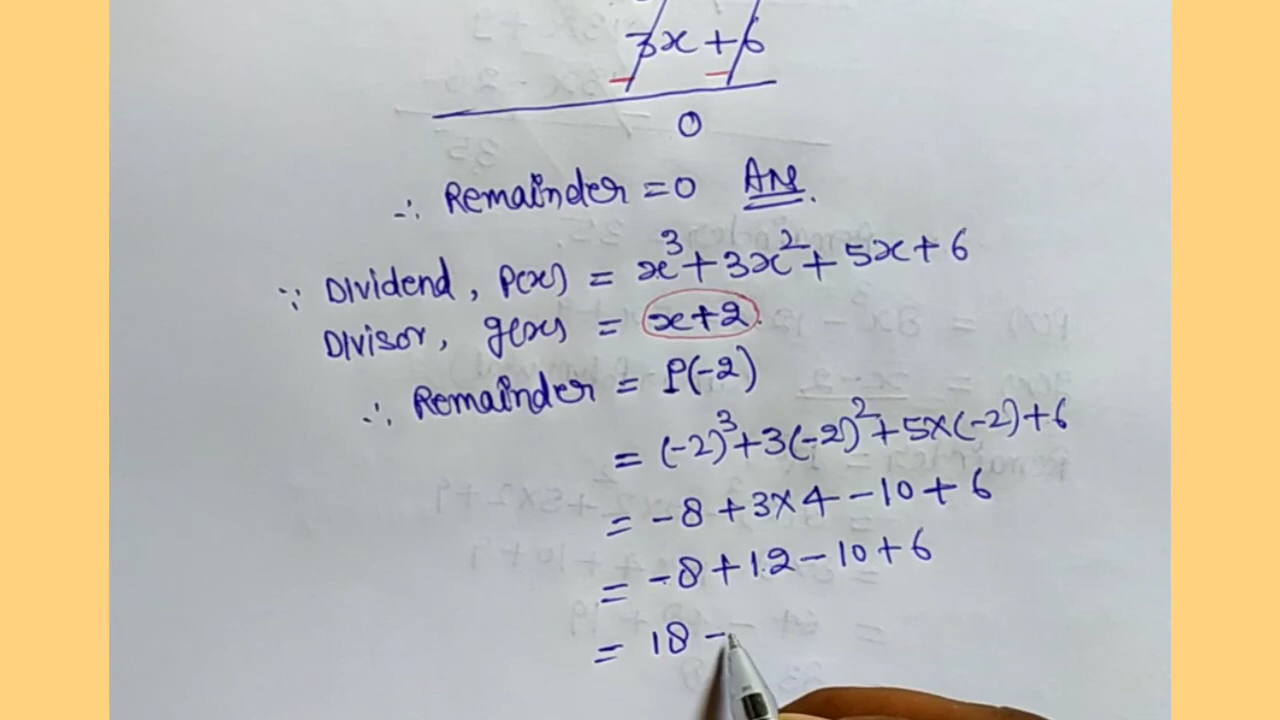 3x + 6
0
∴ Remainder = 0 Ans.
∵ Dividend, p(x) = x³ + 3x² + 5x + 6
Divisor, g(x) = x+2.
∴ Remainder = P(-2)
= (-2)³ + 3(-2)² + 5×(-2) + 6
= -8 + 3×4 - 10 + 6
= -8 + 12 - 10 + 6
= 18 -